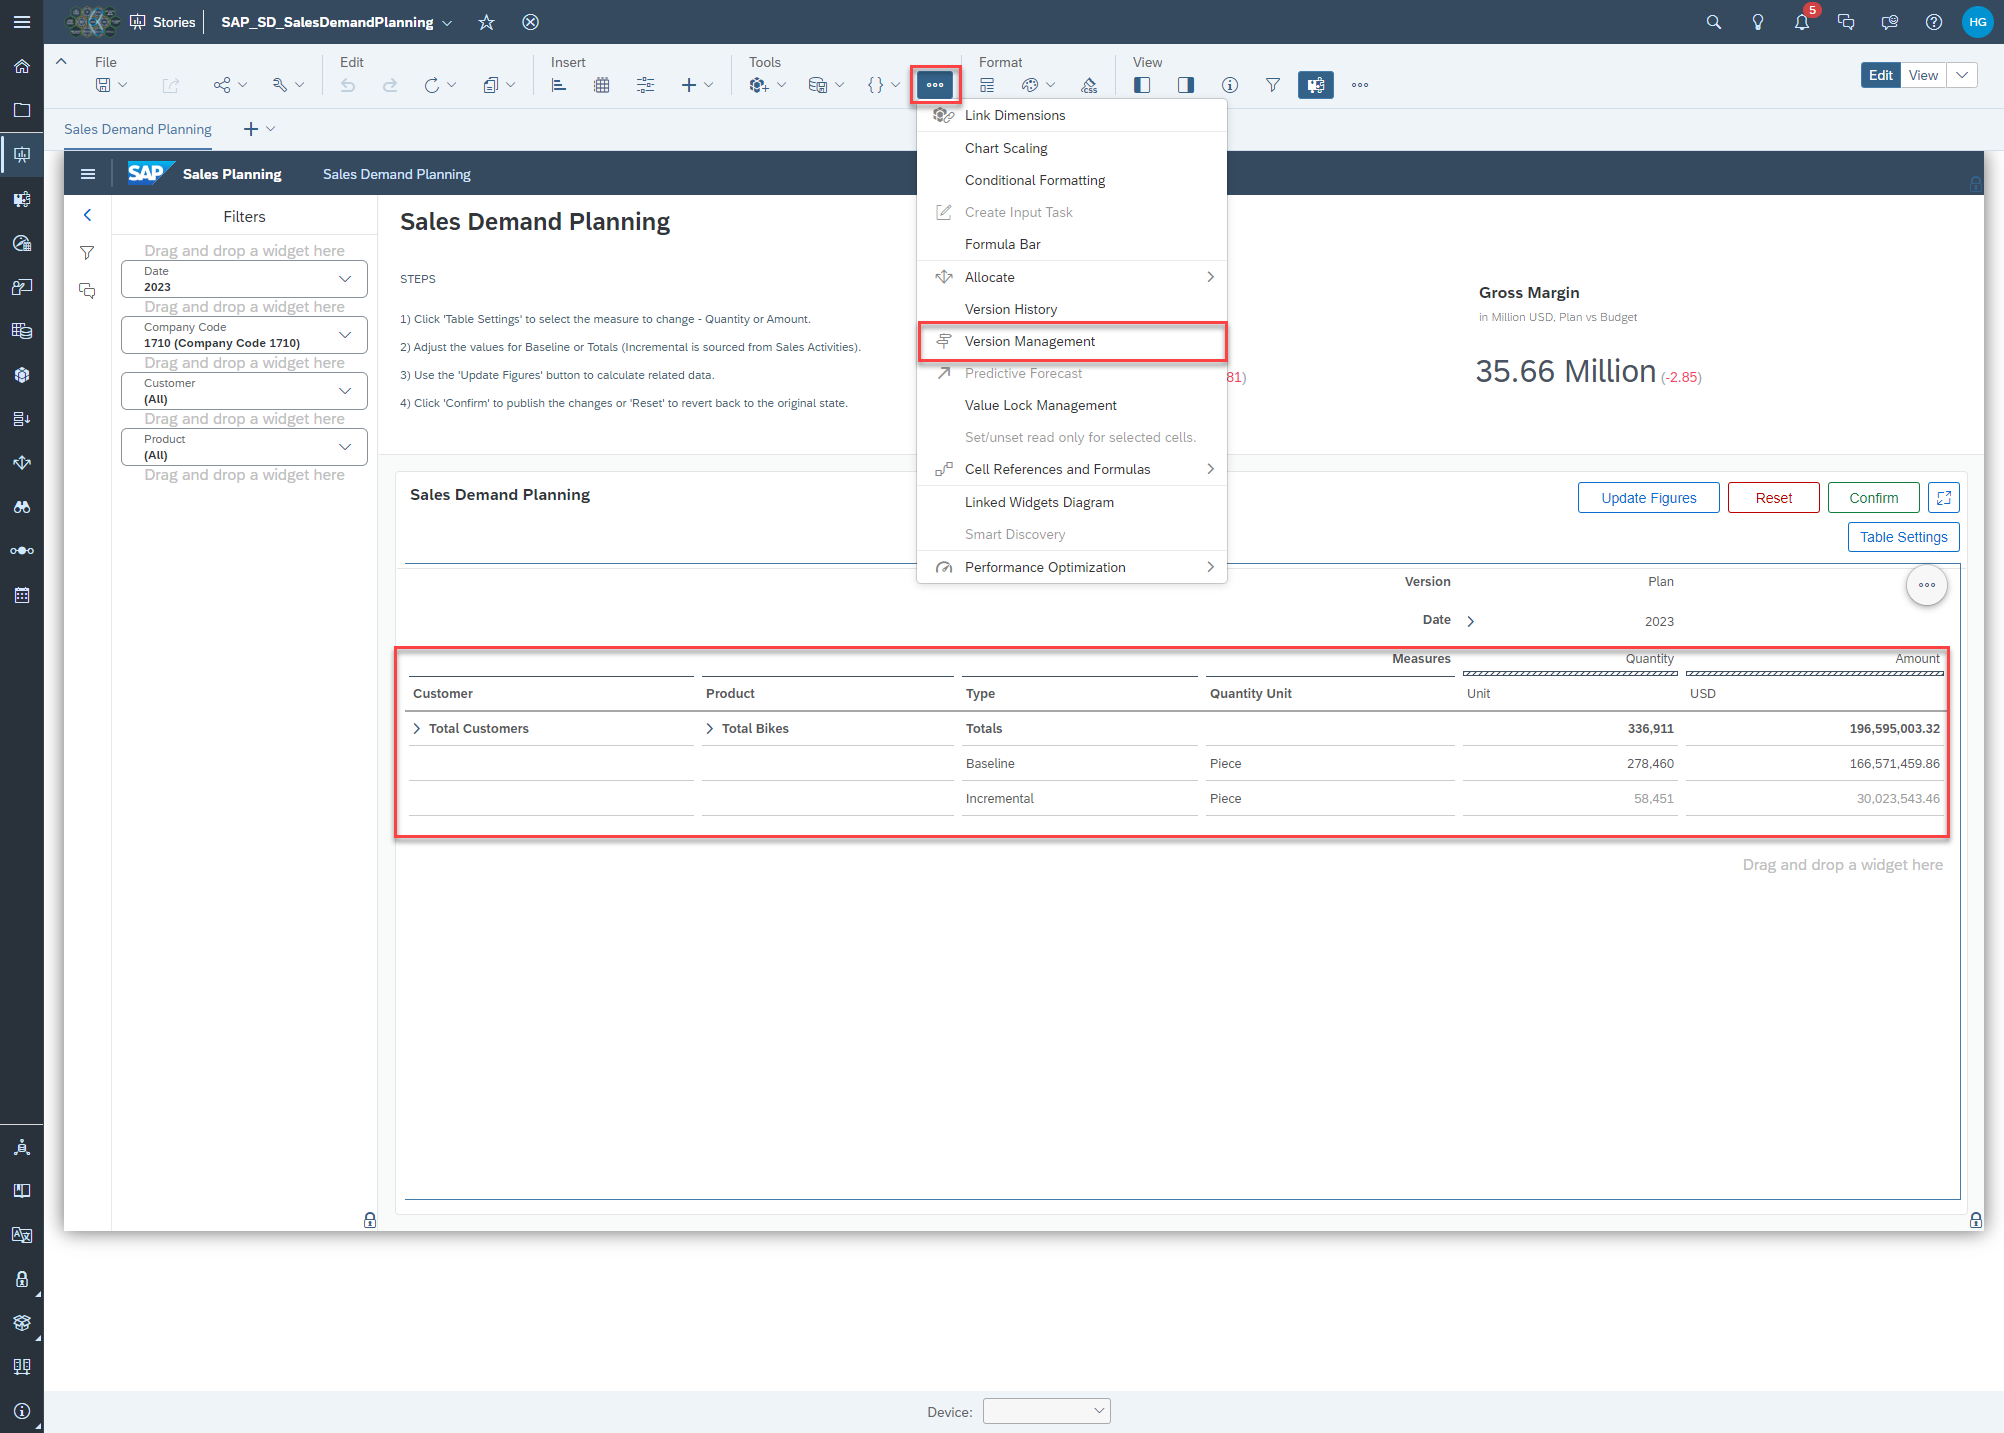 Stories
SAP_SD_SalesDemandPlanning
5
HG
File
Edit
Insert
Tools
Format
View
CSS
Edit
View
Sales Demand Planning
SAP
Sales Planning
Sales Demand Planning
Filters
Drag and drop a widget here
Date
2023
Drag and drop a widget here
Company Code
1710 (Company Code 1710)
Drag and drop a widget here
Customer
(All)
Drag and drop a widget here
Product
(All)
Drag and drop a widget here
Sales Demand Planning
STEPS
1) Click 'Table Settings' to select the measure to change - Quantity or Amount.
2) Adjust the values for Baseline or Totals (Incremental is sourced from Sales Activities).
3) Use the 'Update Figures' button to calculate related data.
4) Click 'Confirm' to publish the changes or 'Reset' to revert back to the original state.
Link Dimensions
Chart Scaling
Conditional Formatting
Create Input Task
Formula Bar
Allocate
Version History
Version Management
Predictive Forecast
Value Lock Management
Set/unset read only for selected cells.
Cell References and Formulas
Linked Widgets Diagram
Smart Discovery
Performance Optimization
81)
Gross Margin
in Million USD, Plan vs Budget
35.66 Million (-2.85)
Sales Demand Planning
Update Figures
Reset
Confirm
Table Settings
Version Plan
Date 2023
Measures Quantity Amount
Customer Product Type Quantity Unit Unit USD
Total Customers Total Bikes Totals 336,911 196,595,003.32
Baseline Piece 278,460 166,571,459.86
Incremental Piece 58,451 30,023,543.46
Drag and drop a widget here
Device: